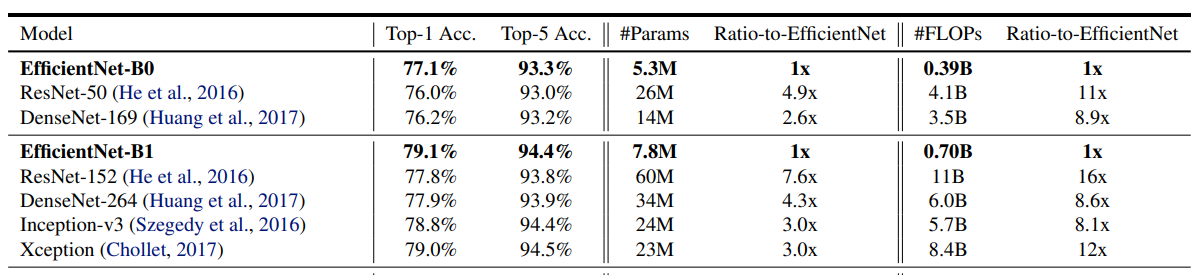 Model Top-1 Acc. Top-5 Acc. #Params Ratio-to-EfficientNet #FLOPs Ratio-to-EfficientNet
EfficientNet-B0 77.1% 93.3% 5.3M 1x 0.39B 1x
ResNet-50 (He et al., 2016) 76.0% 93.0% 26M 4.9x 4.1B 11x
DenseNet-169 (Huang et al., 2017) 76.2% 93.2% 14M 2.6x 3.5B 8.9x
EfficientNet-B1 79.1% 94.4% 7.8M 1x 0.70B 1x
ResNet-152 (He et al., 2016) 77.8% 93.8% 60M 7.6x 11B 16x
DenseNet-264 (Huang et al., 2017) 77.9% 93.9% 34M 4.3x 6.0B 8.6x
Inception-v3 (Szegedy et al., 2016) 78.8% 94.4% 24M 3.0x 5.7B 8.1x
Xception (Chollet, 2017) 79.0% 94.5% 23M 3.0x 8.4B 12x